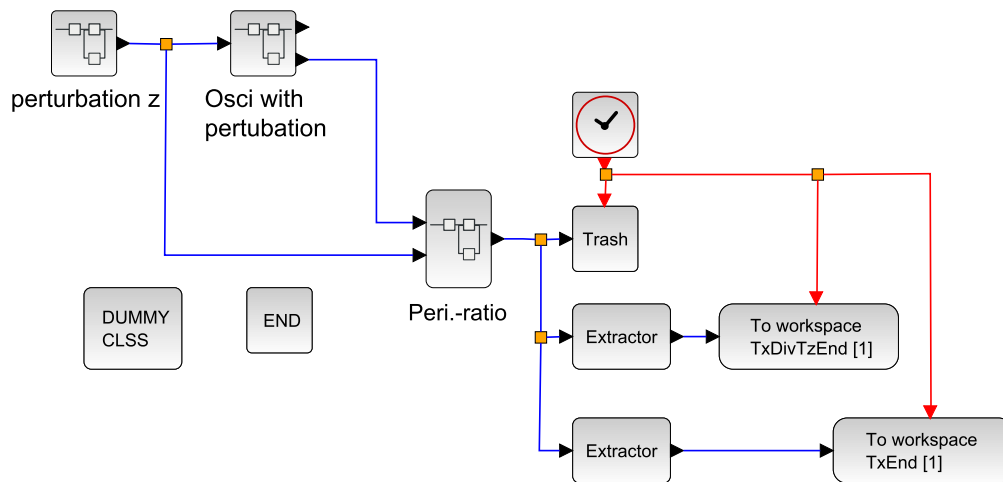 perturbation z
Osci with
pertubation
Trash
Peri.-ratio
DUMMY
CLSS
END
Extractor
To workspace
TxDivTzEnd [1]
Extractor
To workspace
TxEnd [1]